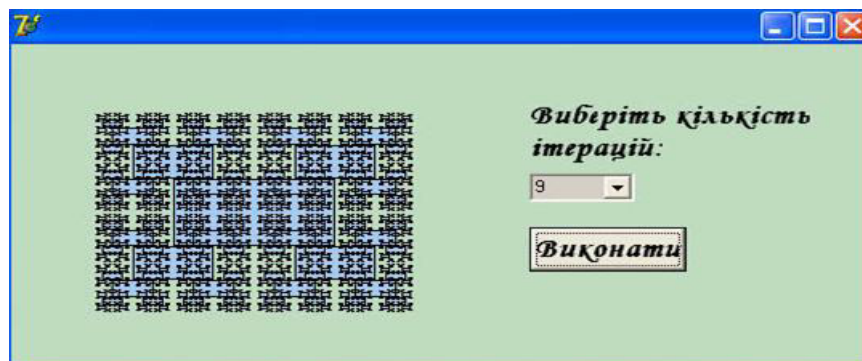 Виберіть кількість
ітерацій:
9
Виконати